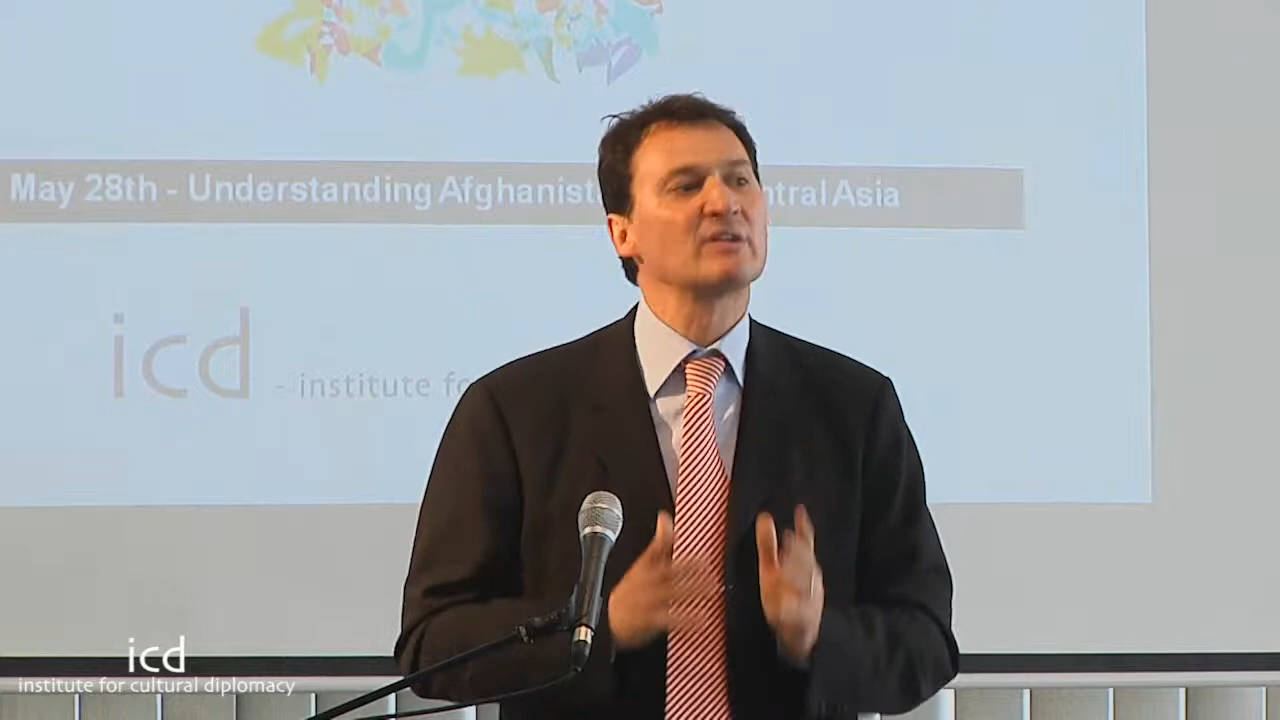 May 28th - Understanding Afghanist ntral Asia
icd - institute fo
icd
institute for cultural diplomacy